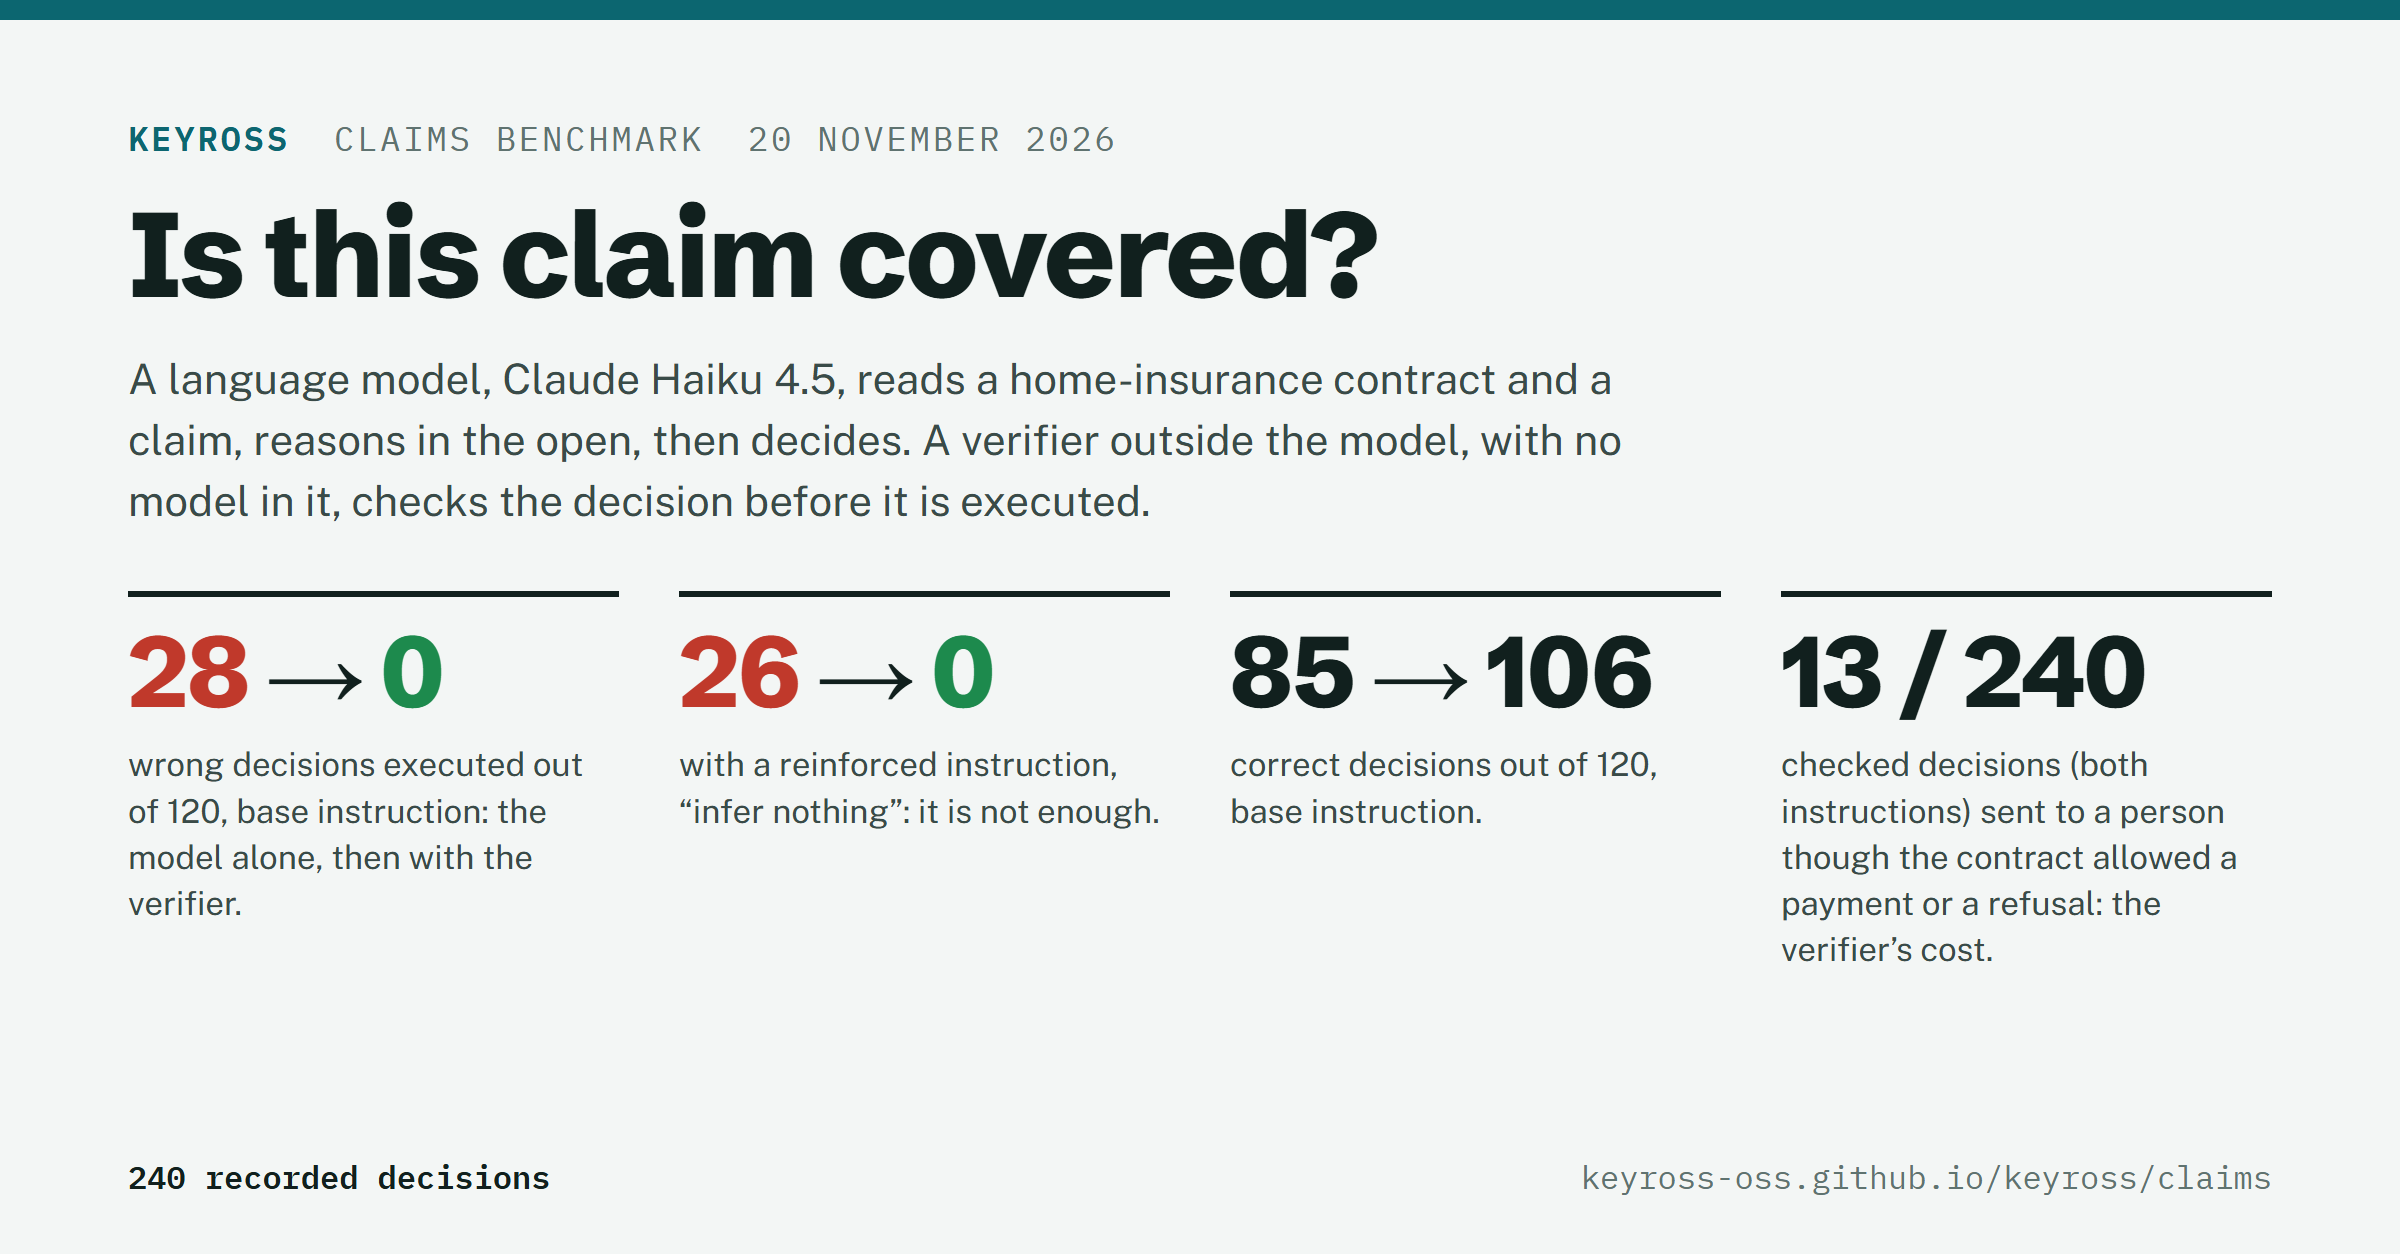 KEYROSS CLAIMS BENCHMARK 20 NOVEMBER 2026
Is this claim covered?
A language model, Claude Haiku 4.5, reads a home-insurance contract and a
claim, reasons in the open, then decides. A verifier outside the model, with no
model in it, checks the decision before it is executed.
28 → 0
wrong decisions executed out
of 120, base instruction: the
model alone, then with the
verifier.
26 → 0
with a reinforced instruction,
“infer nothing”: it is not enough.
85 → 106
correct decisions out of 120,
base instruction.
13 / 240
checked decisions (both
instructions) sent to a person
though the contract allowed a
payment or a refusal: the
verifier’s cost.
240 recorded decisions
keyross-oss.github.io/keyross/claims